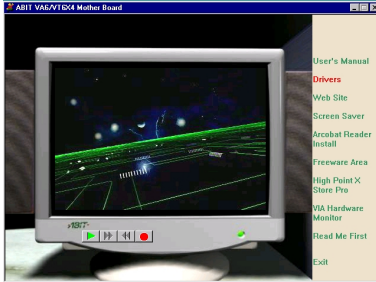 ABIT VA6/VT6X4 Mother Board
User's Manual
Drivers
Web Site
Screen Saver
Arcobat Reader
Install
Freeware Area
High Point X
Store Pro
VIA Hardware
Monitor
Read Me First
Exit
ABIT